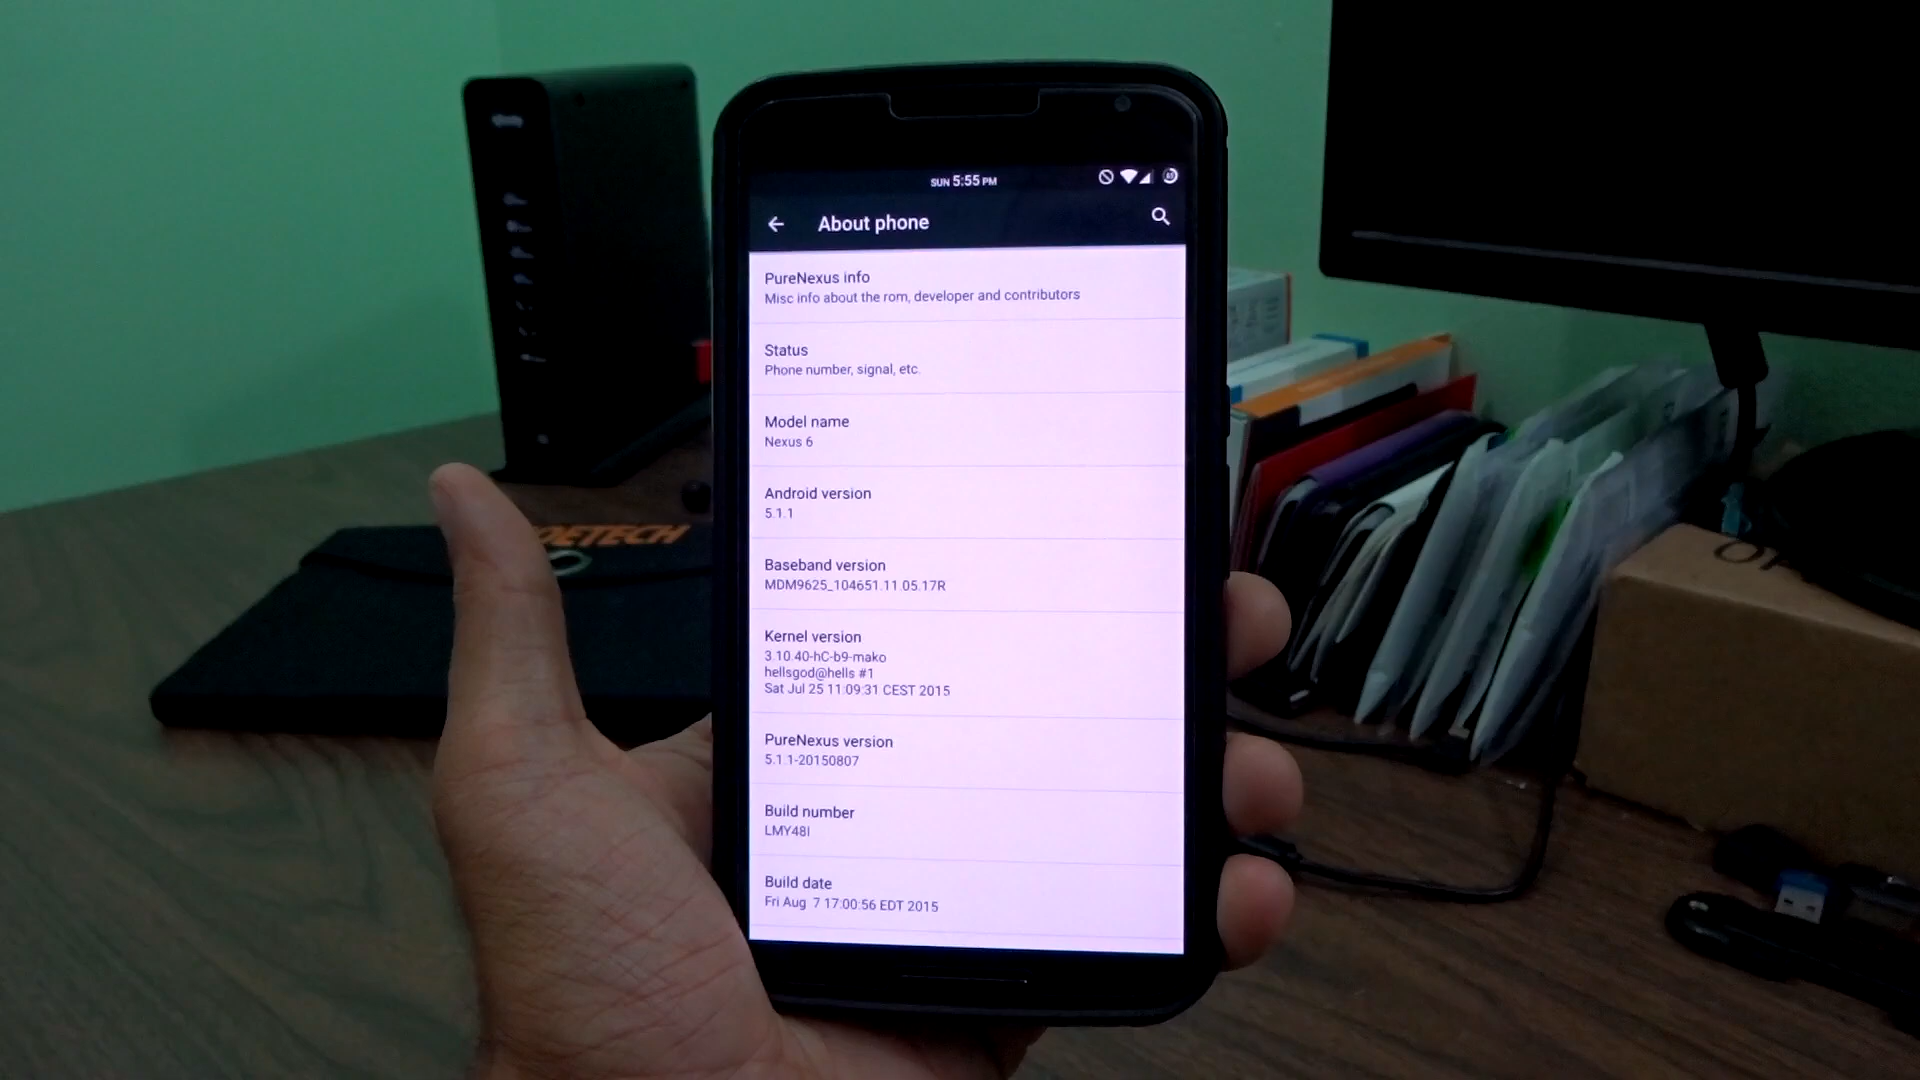 SUN 5:55 PM
About phone
PureNexus info
Misc info about the rom, developer and contributors
Status
Phone number, signal, etc.
Model name
Nexus 6
Android version
5.1.1
Baseband version
MDM9625_104651.11.05.17R
Kernel version
3.10.40-hC-b9-mako
hellsgod@hells #1
Sat Jul 25 11:09:31 CEST 2015
PureNexus version
5.1.1-20150807
Build number
LMY48I
Build date
Fri Aug 7 17:00:56 EDT 2015